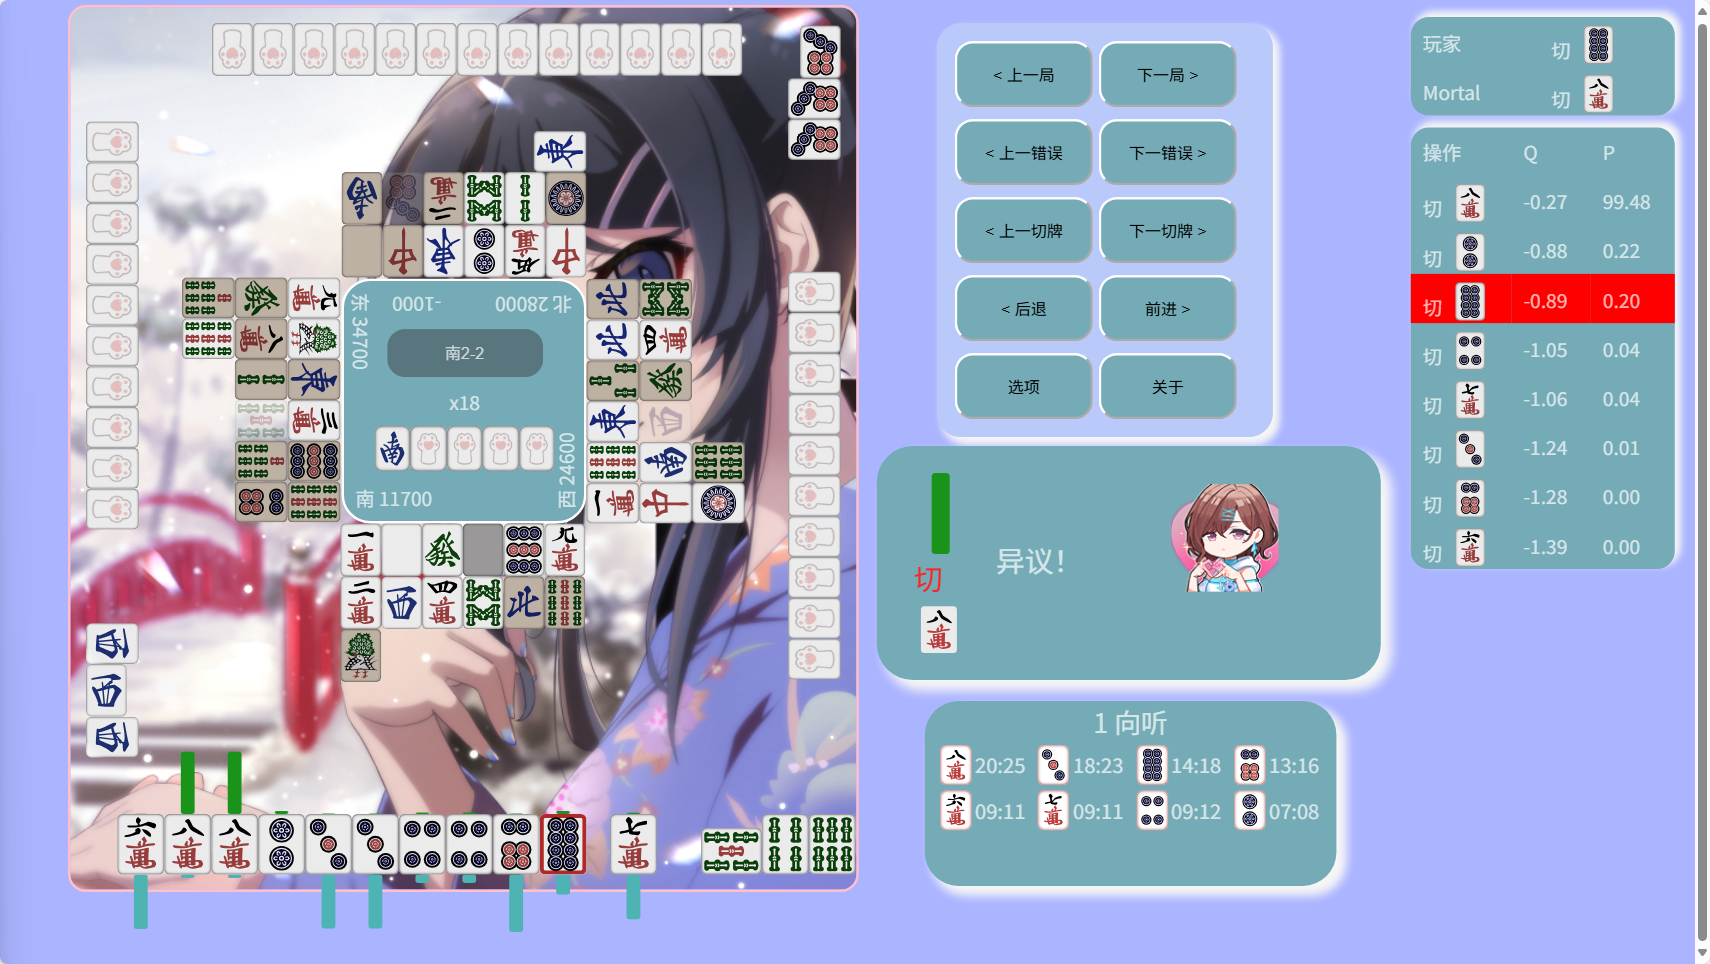 东 34700
-1000
北 28000
南2-2
x18
南 11700
西 24600
< 上一局
下一局 >
< 上一错误
下一错误 >
< 上一切牌
下一切牌 >
< 后退
前进 >
选项
关于
切
异议!
1 向听
20:25
18:23
14:18
13:16
09:11
09:11
09:12
07:08
玩家 切
Mortal 切
操作 Q P
切 -0.27 99.48
切 -0.88 0.22
切 -0.89 0.20
切 -1.05 0.04
切 -1.06 0.04
切 -1.24 0.01
切 -1.28 0.00
切 -1.39 0.00